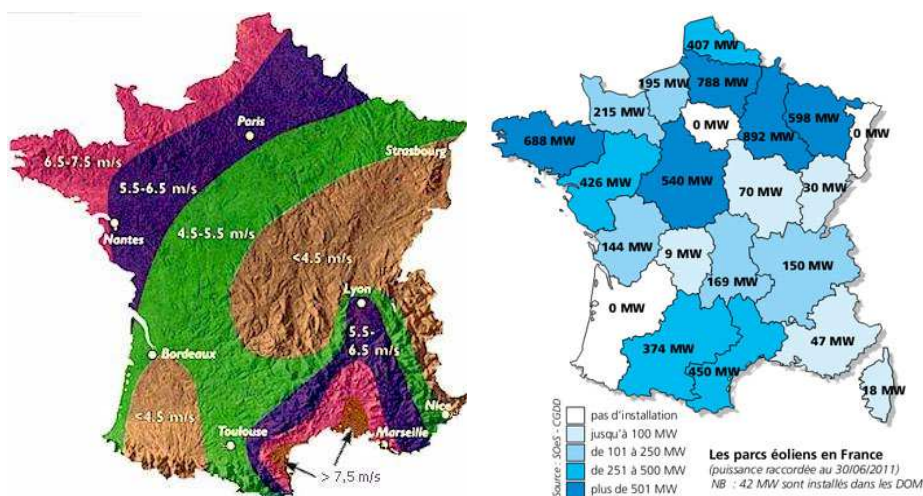 Paris
Strasbourg
6.5-7.5 m/s
5.5-6.5 m/s
Nantes
4.5-5.5 m/s
<4.5 m/s
Lyon
5.5-
6.5 m/s
Bordeaux
<4.5 m/s
Nice
Toulouse
Marseille
> 7,5 m/s
407 MW
195 MW
788 MW
215 MW
0 MW
598 MW
0 MW
892 MW
688 MW
426 MW
540 MW
70 MW
30 MW
144 MW
9 MW
169 MW
150 MW
0 MW
374 MW
450 MW
47 MW
18 MW
Source : SOeS - CGDD
pas d'installation
jusqu'à 100 MW
de 101 à 250 MW
de 251 à 500 MW
plus de 501 MW
Les parcs éoliens en France
(puissance raccordée au 30/06/2011)
NB : 42 MW sont installés dans les DOM